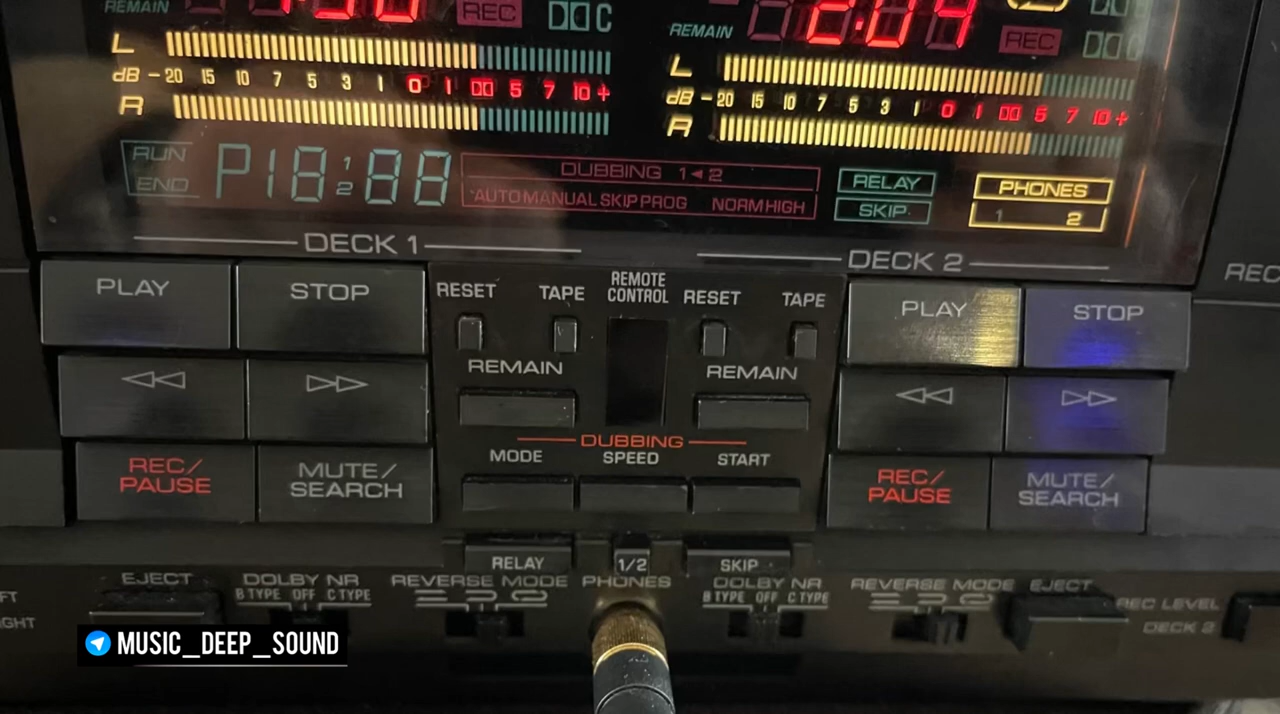 REMAIN
REC
C
REMAIN
2:04
REC
L
dB -20 15 10 7 5 3 1 0 1 5 7 10+
R
L
dB -20 15 10 7 5 3 1 0 1 5 7 10+
R
RUN
END
P18 1 2 88
DUBBING 1◄2
AUTO MANUAL SKIP PROG NORM HIGH
RELAY
SKIP
PHONES
1 2
DECK 1
DECK 2
PLAY
STOP
RESET
TAPE
REMOTE
CONTROL
RESET
TAPE
PLAY
STOP
REC
REMAIN
REMAIN
DUBBING
MODE
SPEED
START
REC/
PAUSE
MUTE/
SEARCH
REC/
PAUSE
MUTE/
SEARCH
RELAY
1/2
SKIP
EJECT
DOLBY NR
B TYPE OFF C TYPE
REVERSE MODE
PHONES
DOLBY NR
B TYPE OFF C TYPE
REVERSE MODE
EJECT
REC LEVEL
DECK 2
MUSIC_DEEP_SOUND